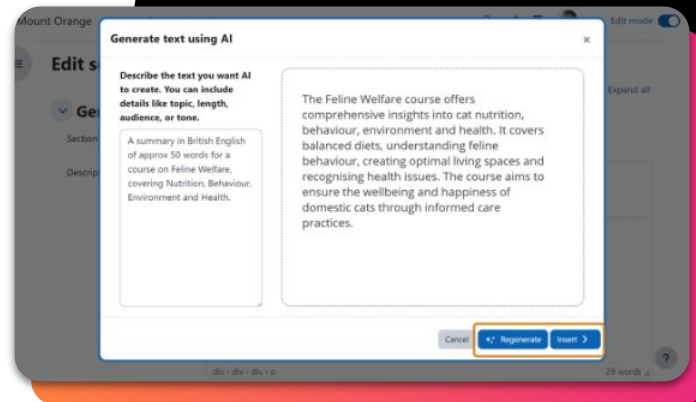 Mount Orange
Edit mode
Generate text using AI
×
Edit s
Expand all
Describe the text you want AI
to create. You can include
details like topic, length,
audience, or tone.
Ge
Section
Descrip
A summary in British English
of approx 50 words for a
course on Feline Welfare,
covering Nutrition, Behaviour,
Environment and Health.
The Feline Welfare course offers
comprehensive insights into cat nutrition,
behaviour, environment and health. It covers
balanced diets, understanding feline
behaviour, creating optimal living spaces and
recognising health issues. The course aims to
ensure the wellbeing and happiness of
domestic cats through informed care
practices.
Cancel
Regenerate
Insert
?
div › div › div › p
29 words